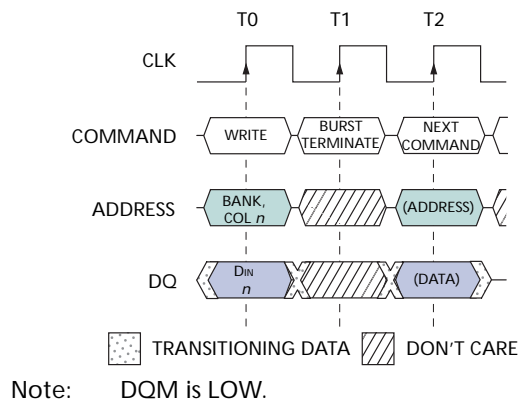 T0 T1 T2
CLK
COMMAND WRITE BURST TERMINATE NEXT COMMAND
ADDRESS BANK, COL n (ADDRESS)
DQ DIN n (DATA)
TRANSITIONING DATA DON'T CARE
Note: DQM is LOW.